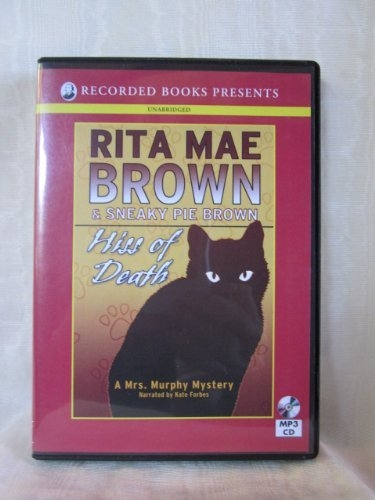 RECORDED BOOKS PRESENTS
UNABRIDGED
RITA MAE
BROWN
& SNEAKY PIE BROWN
Hiss of
Death
A Mrs. Murphy Mystery
Narrated by Kate Forbes
MP3
CD